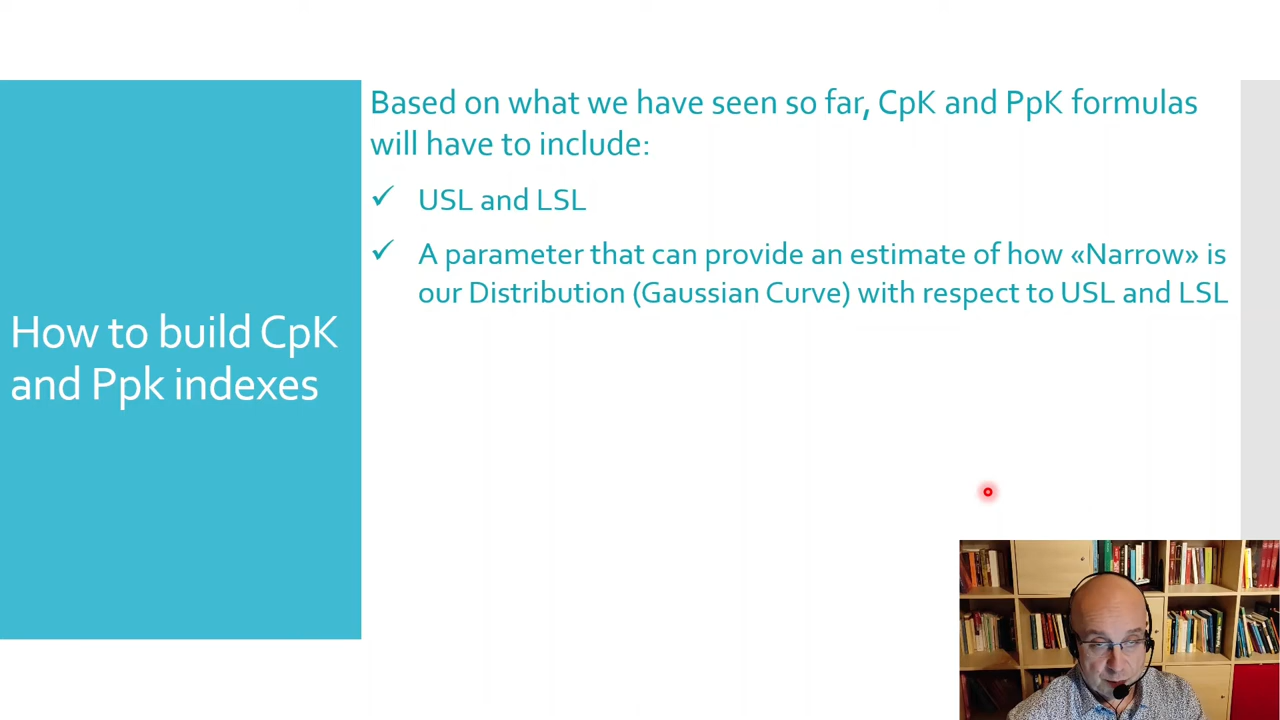 How to build CpK
and Ppk indexes
Based on what we have seen so far, CpK and PpK formulas
will have to include:
✓ USL and LSL
✓ A parameter that can provide an estimate of how «Narrow» is
our Distribution (Gaussian Curve) with respect to USL and LSL